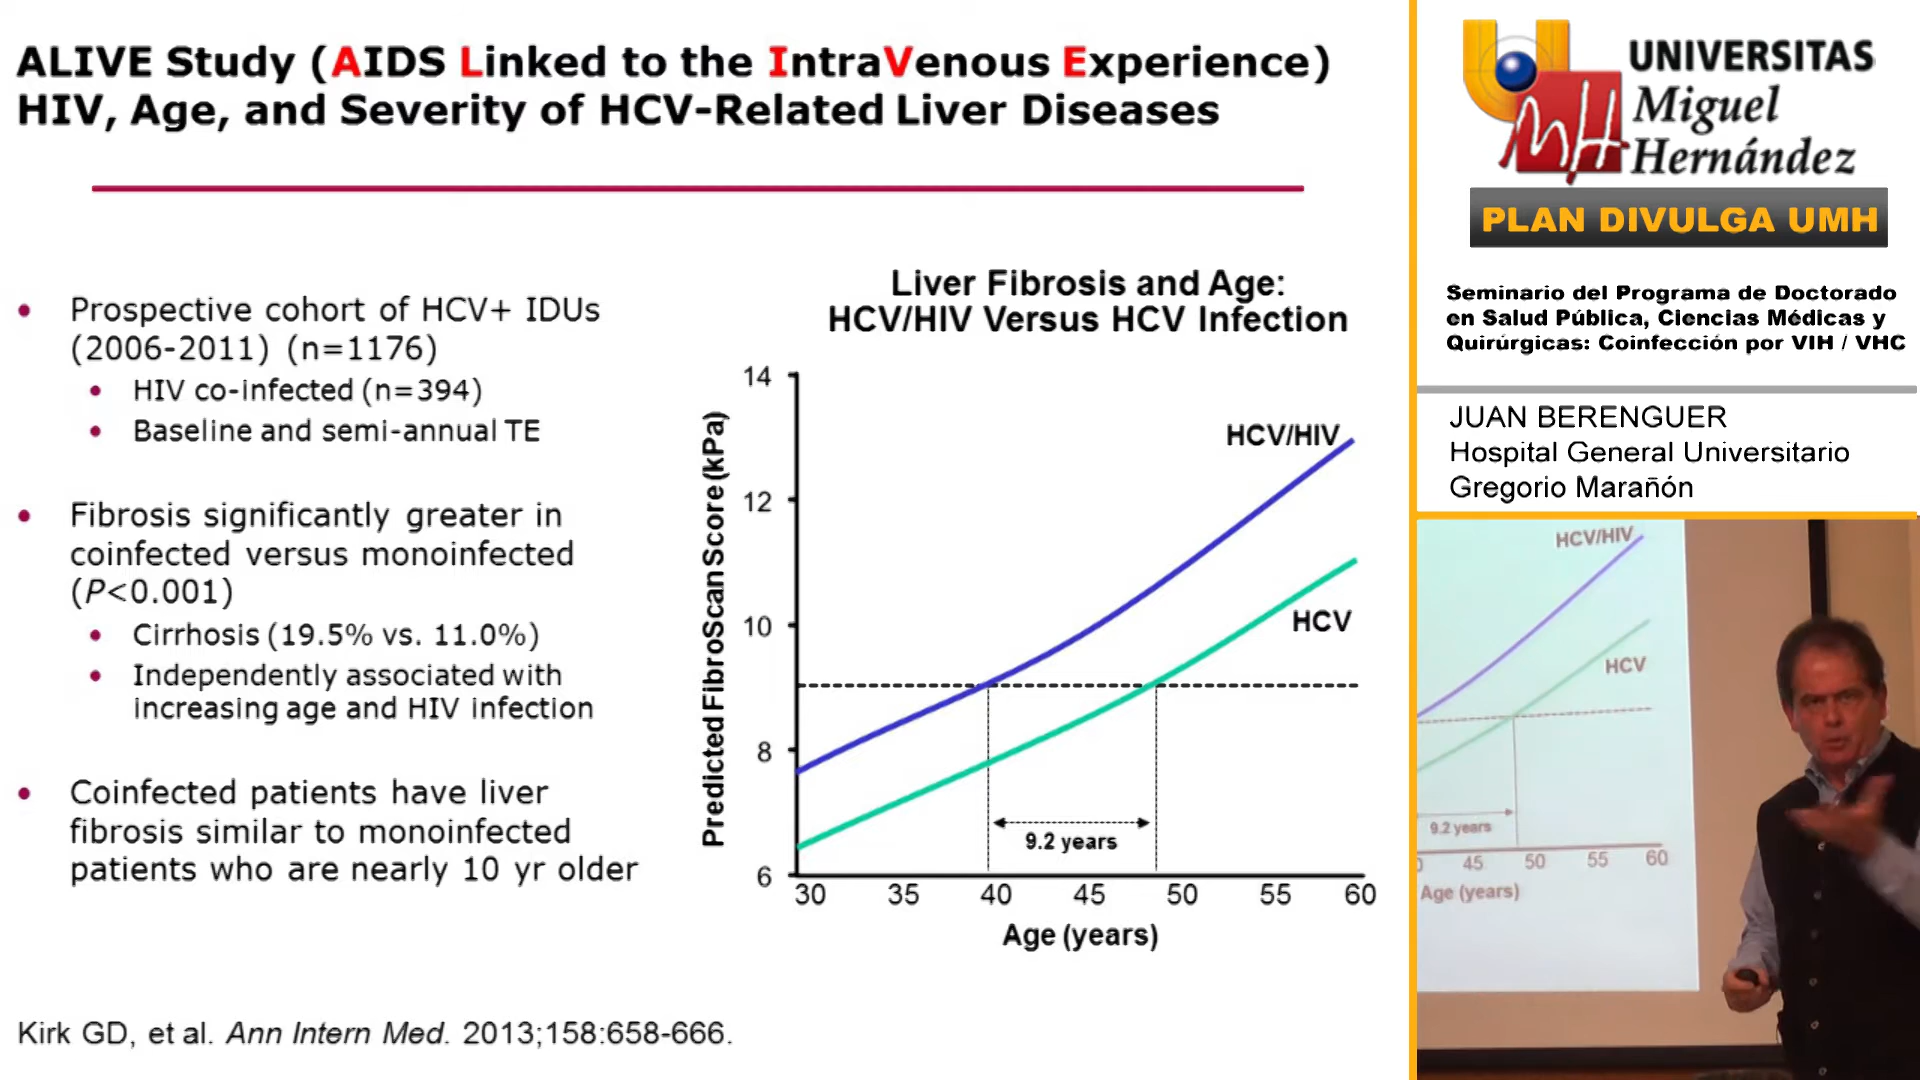 ALIVE Study (AIDS Linked to the IntraVenous Experience)
HIV, Age, and Severity of HCV-Related Liver Diseases
• Prospective cohort of HCV+ IDUs
(2006-2011) (n=1176)
• HIV co-infected (n=394)
• Baseline and semi-annual TE
• Fibrosis significantly greater in
coinfected versus monoinfected
(P<0.001)
• Cirrhosis (19.5% vs. 11.0%)
• Independently associated with
increasing age and HIV infection
• Coinfected patients have liver
fibrosis similar to monoinfected
patients who are nearly 10 yr older
Liver Fibrosis and Age:
HCV/HIV Versus HCV Infection
Predicted FibroScan Score (kPa)
14
12
10
8
6
HCV/HIV
HCV
9.2 years
30 35 40 45 50 55 60
Age (years)
Kirk GD, et al. Ann Intern Med. 2013;158:658-666.
UNIVERSITAS
Miguel
Hernández
PLAN DIVULGA UMH
Seminario del Programa de Doctorado
en Salud Pública, Ciencias Médicas y
Quirúrgicas: Coinfección por VIH / VHC
JUAN BERENGUER
Hospital General Universitario
Gregorio Marañón
HCV/HIV
HCV
9.2 years
45 50 55 60
Age (years)